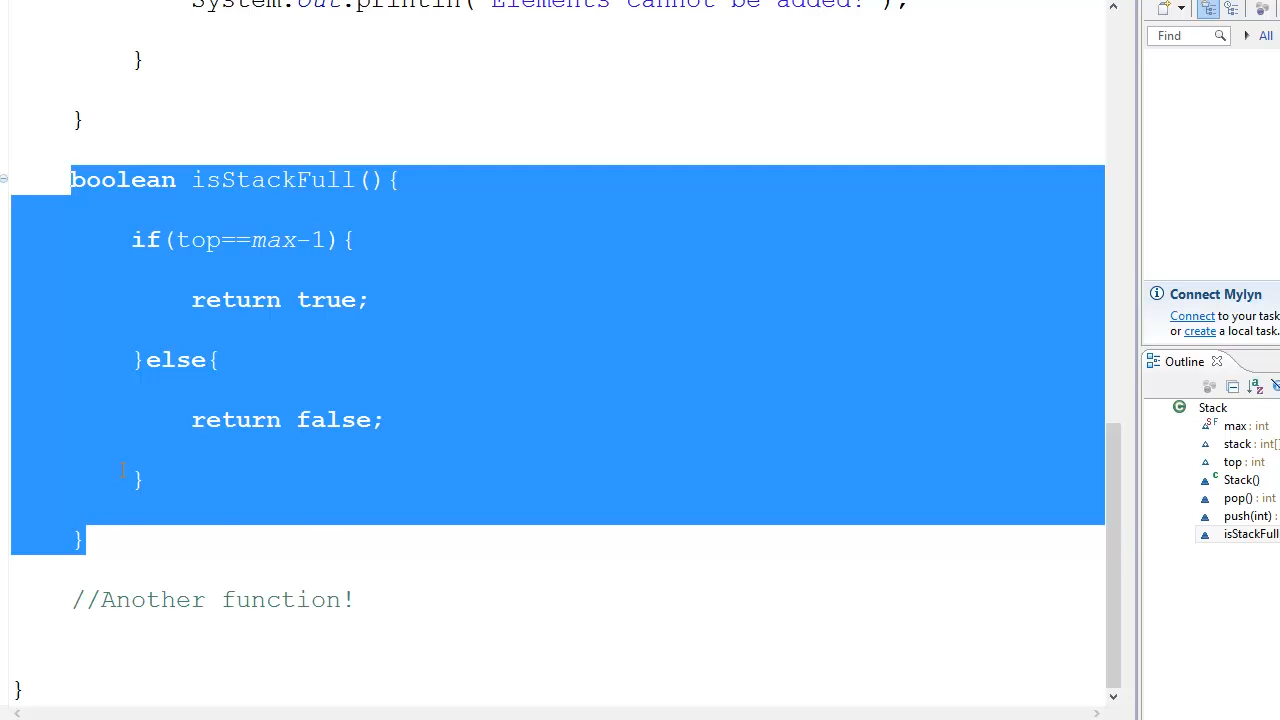 System.out.println("Elements cannot be added!");
}
}
boolean isStackFull(){
if(top==max-1){
return true;
}else{
return false;
}
}
//Another function!
}
Find
All
Connect Mylyn
Connect to your task
or create a local task.
Outline
Stack
max : int
stack : int[]
top : int
Stack()
pop() : int
push(int) :
isStackFull